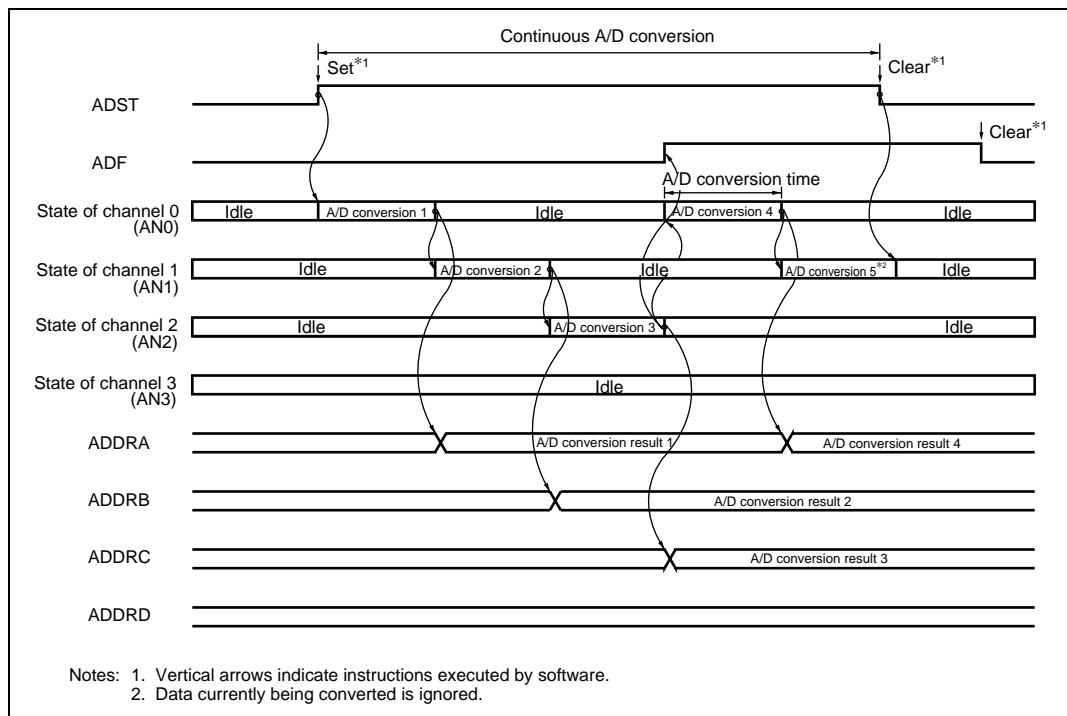 Continuous A/D conversion
Set*1
Clear*1
ADST
Clear*1
ADF
A/D conversion time
State of channel 0
(AN0)
Idle
A/D conversion 1
Idle
A/D conversion 4
Idle
State of channel 1
(AN1)
Idle
A/D conversion 2
Idle
A/D conversion 5*2
Idle
State of channel 2
(AN2)
Idle
A/D conversion 3
Idle
State of channel 3
(AN3)
Idle
ADDRA
A/D conversion result 1
A/D conversion result 4
ADDRB
A/D conversion result 2
ADDRC
A/D conversion result 3
ADDRD
Notes: 1. Vertical arrows indicate instructions executed by software.
2. Data currently being converted is ignored.